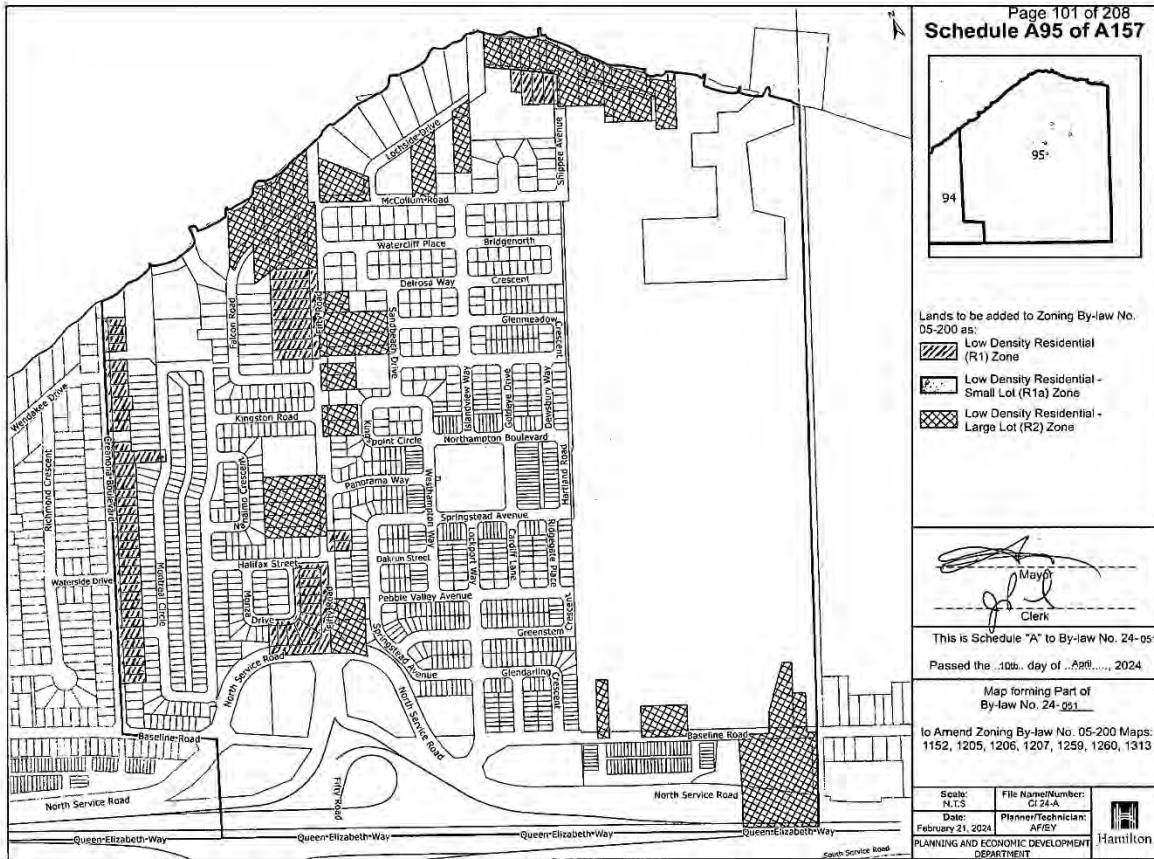 Page 101 of 208
Schedule A95 of A157
N
95
94
Lands to be added to Zoning By-law No.
05-200 as:
Low Density Residential
(R1) Zone
Low Density Residential -
Small Lot (R1a) Zone
Low Density Residential -
Large Lot (R2) Zone
Mayor
Clerk
This is Schedule "A" to By-law No. 24-051
Passed the ..10th.. day of ..April....., 2024
Map forming Part of
By-law No. 24-051
to Amend Zoning By-law No. 05-200 Maps:
1152, 1205, 1206, 1207, 1259, 1260, 1313
Scale:
N.T.S
File Name/Number:
CI 24-A
Date:
February 21, 2024
Planner/Technician:
AF/EY
PLANNING AND ECONOMIC DEVELOPMENT
DEPARTMENT
Hamilton
Lochside Drive
Shippee Avenue
McCollum Road
Watercliff Place
Bridgenorth
Crescent
Delrosa Way
Glenmeadow
Crescent
Falcon Road
Fifty Road
Sandbeach Drive
Wendakee Drive
Kingston Road
Islandview Way
Dewsbury Way
point Circle
Northampton Boulevard
Richmond Crescent
Panorama Way
Westhampton Way
Hartland Road
Springstead Avenue
Lockport Way
Cardiff Lane
Ridgegate Place
Halifax Street
Waterside Drive
Montreal Circle
Drive
Pebble Valley Avenue
Fifty Road
Springstead Avenue
Greenstem
Crescent
Glendarling
Crescent
North Service Road
North Service Road
Baseline Road
Baseline Road
North Service Road
Fifty Road
North Service Road
Queen Elizabeth Way
Queen Elizabeth Way
Queen Elizabeth Way
Queen Elizabeth Way
South Service Road